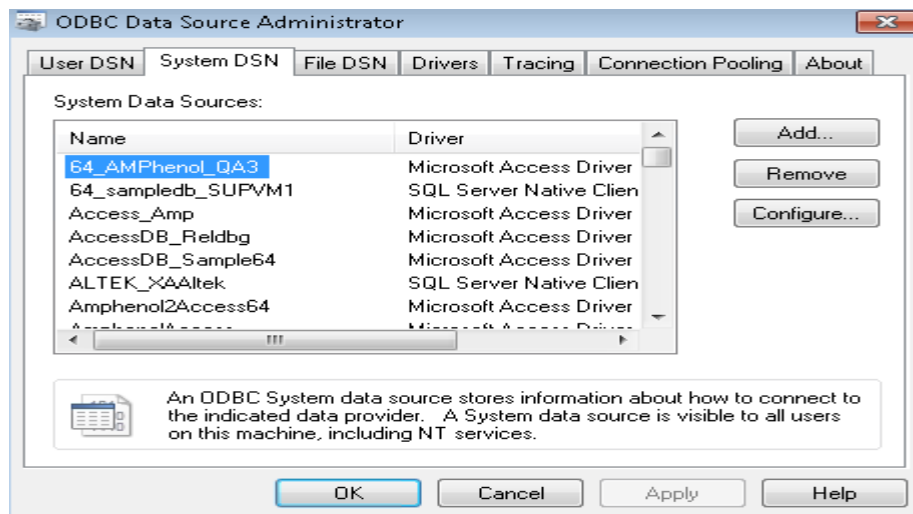 ODBC Data Source Administrator
User DSN System DSN File DSN Drivers Tracing Connection Pooling About
System Data Sources:
Name Driver
64_AMPhenol_QA3 Microsoft Access Driver
64_sampledb_SUPVM1 SQL Server Native Clien
Access_Amp Microsoft Access Driver
AccessDB_Reldbg Microsoft Access Driver
AccessDB_Sample64 Microsoft Access Driver
ALTEK_XAAltek SQL Server Native Clien
Amphenol2Access64 Microsoft Access Driver
Add...
Remove
Configure...
An ODBC System data source stores information about how to connect to
the indicated data provider. A System data source is visible to all users
on this machine, including NT services.
OK Cancel Apply Help